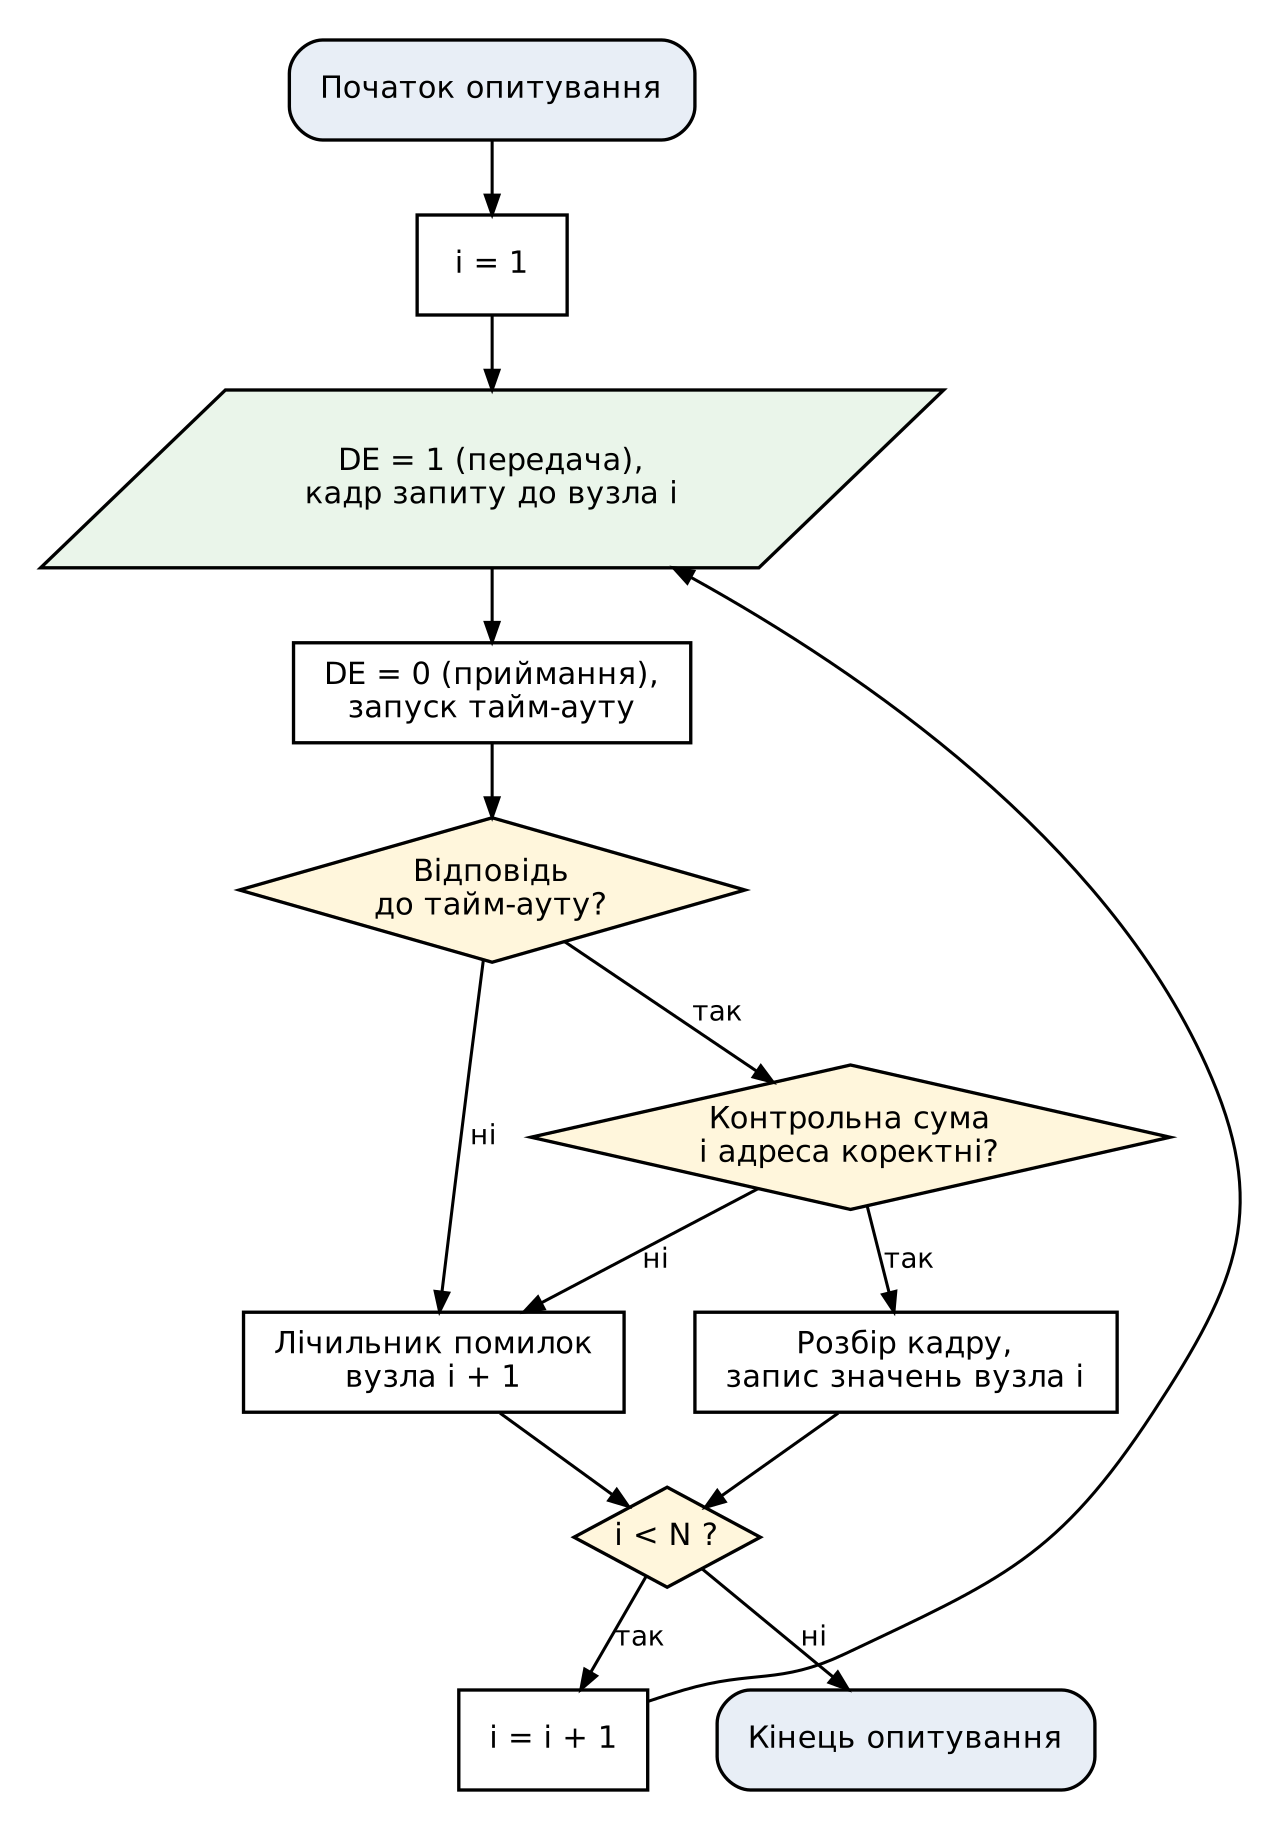 Початок опитування
i = 1
DE = 1 (передача),
кадр запиту до вузла i
DE = 0 (приймання),
запуск тайм-ауту
Відповідь
до тайм-ауту?
так
Контрольна сума
і адреса коректні?
ні
ні
так
Лічильник помилок
вузла i + 1
Розбір кадру,
запис значень вузла i
i < N ?
так
ні
i = i + 1
Кінець опитування